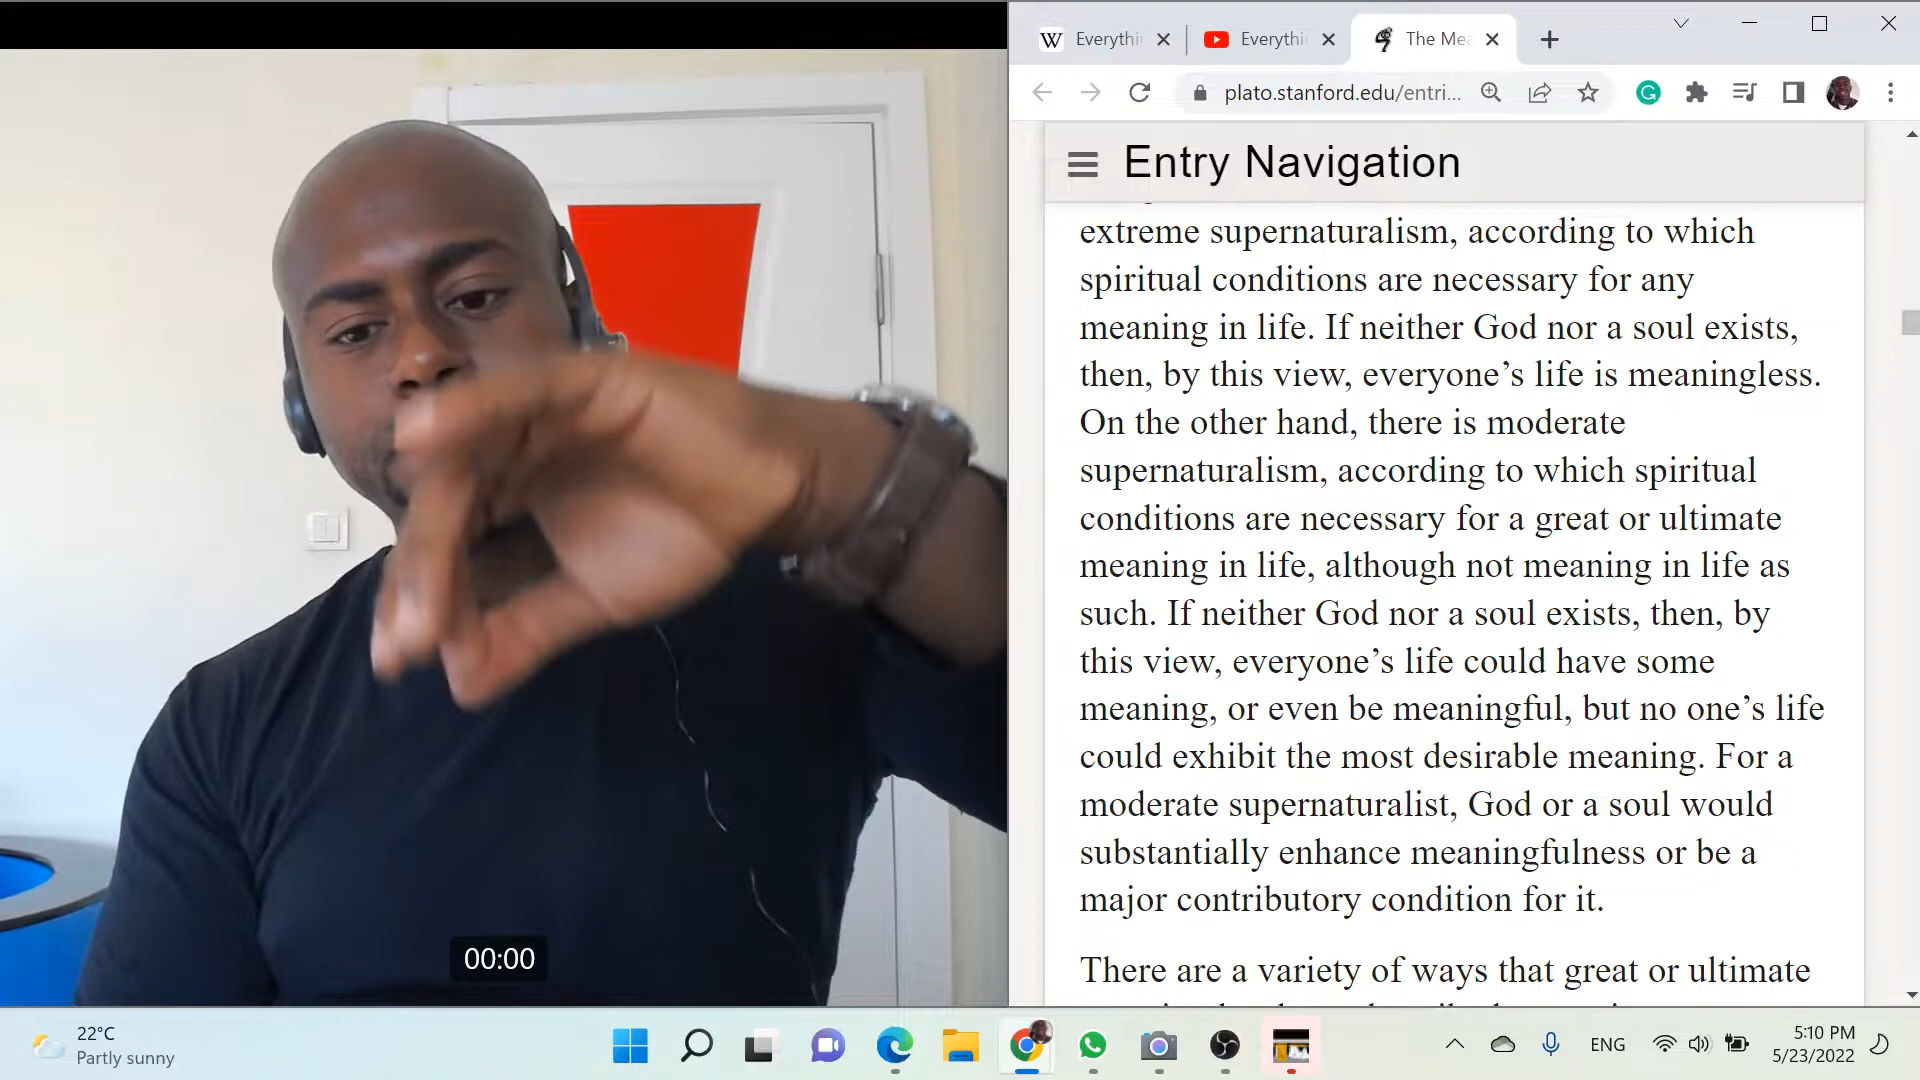 Everythi
Everythi
The Mea
plato.stanford.edu/entri...
Entry Navigation
extreme supernaturalism, according to which
spiritual conditions are necessary for any
meaning in life. If neither God nor a soul exists,
then, by this view, everyone’s life is meaningless.
On the other hand, there is moderate
supernaturalism, according to which spiritual
conditions are necessary for a great or ultimate
meaning in life, although not meaning in life as
such. If neither God nor a soul exists, then, by
this view, everyone’s life could have some
meaning, or even be meaningful, but no one’s life
could exhibit the most desirable meaning. For a
moderate supernaturalist, God or a soul would
substantially enhance meaningfulness or be a
major contributory condition for it.
There are a variety of ways that great or ultimate
00:00
22°C
Partly sunny
ENG
5:10 PM
5/23/2022